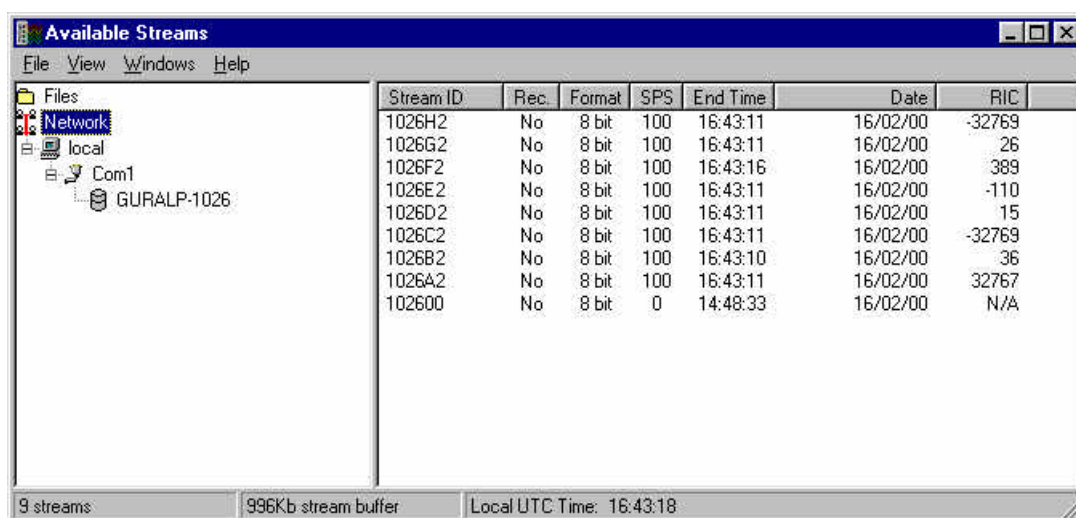 Available Streams
File View Windows Help
Files
Network
local
Com1
GURALP-1026
Stream ID Rec. Format SPS End Time Date RIC
1026H2 No 8 bit 100 16:43:11 16/02/00 -32769
1026G2 No 8 bit 100 16:43:11 16/02/00 26
1026F2 No 8 bit 100 16:43:16 16/02/00 389
1026E2 No 8 bit 100 16:43:11 16/02/00 -110
1026D2 No 8 bit 100 16:43:11 16/02/00 15
1026C2 No 8 bit 100 16:43:11 16/02/00 -32769
1026B2 No 8 bit 100 16:43:10 16/02/00 36
1026A2 No 8 bit 100 16:43:11 16/02/00 32767
102600 No 8 bit 0 14:48:33 16/02/00 N/A
9 streams 996Kb stream buffer Local UTC Time: 16:43:18